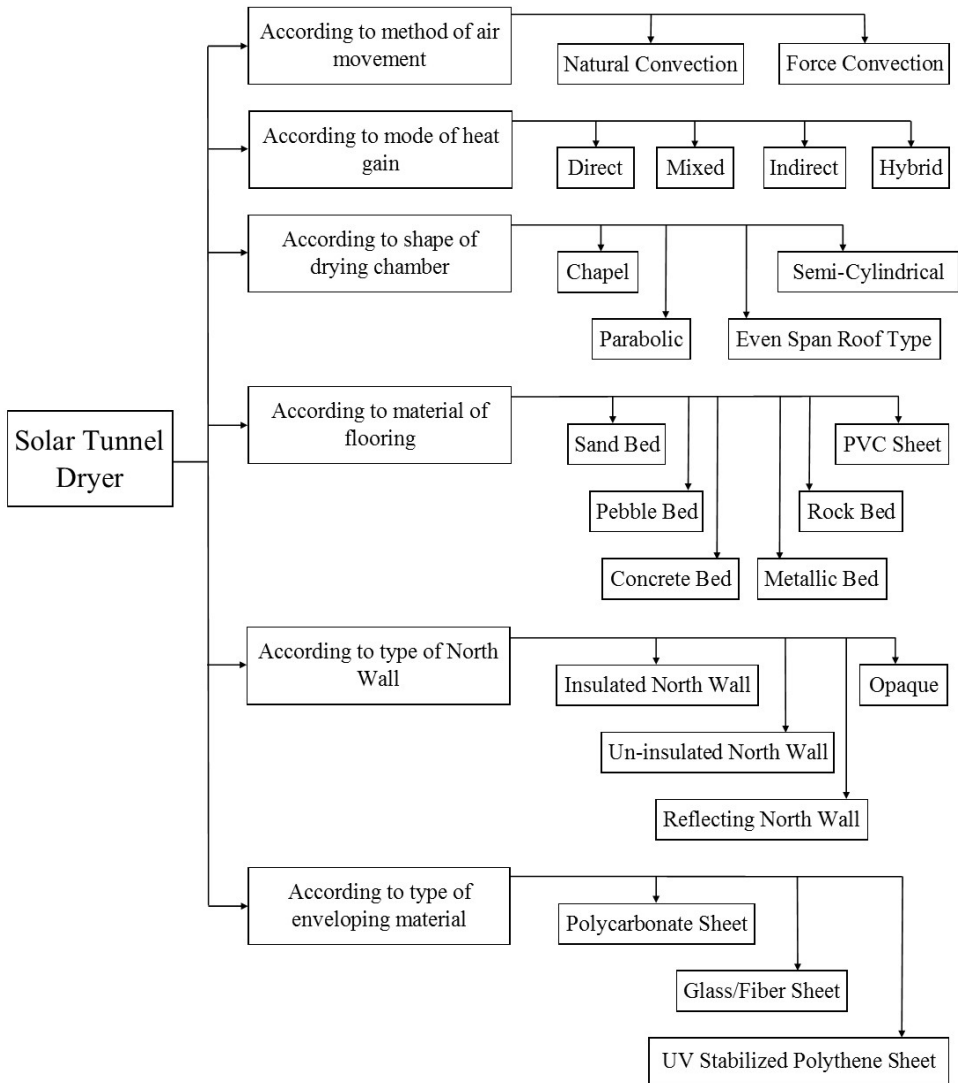 According to method of air
movement
Natural Convection
Force Convection
According to mode of heat
gain
Direct
Mixed
Indirect
Hybrid
According to shape of
drying chamber
Chapel
Semi-Cylindrical
Parabolic
Even Span Roof Type
Solar Tunnel
Dryer
According to material of
flooring
Sand Bed
PVC Sheet
Pebble Bed
Rock Bed
Concrete Bed
Metallic Bed
According to type of North
Wall
Insulated North Wall
Opaque
Un-insulated North Wall
Reflecting North Wall
According to type of
enveloping material
Polycarbonate Sheet
Glass/Fiber Sheet
UV Stabilized Polythene Sheet